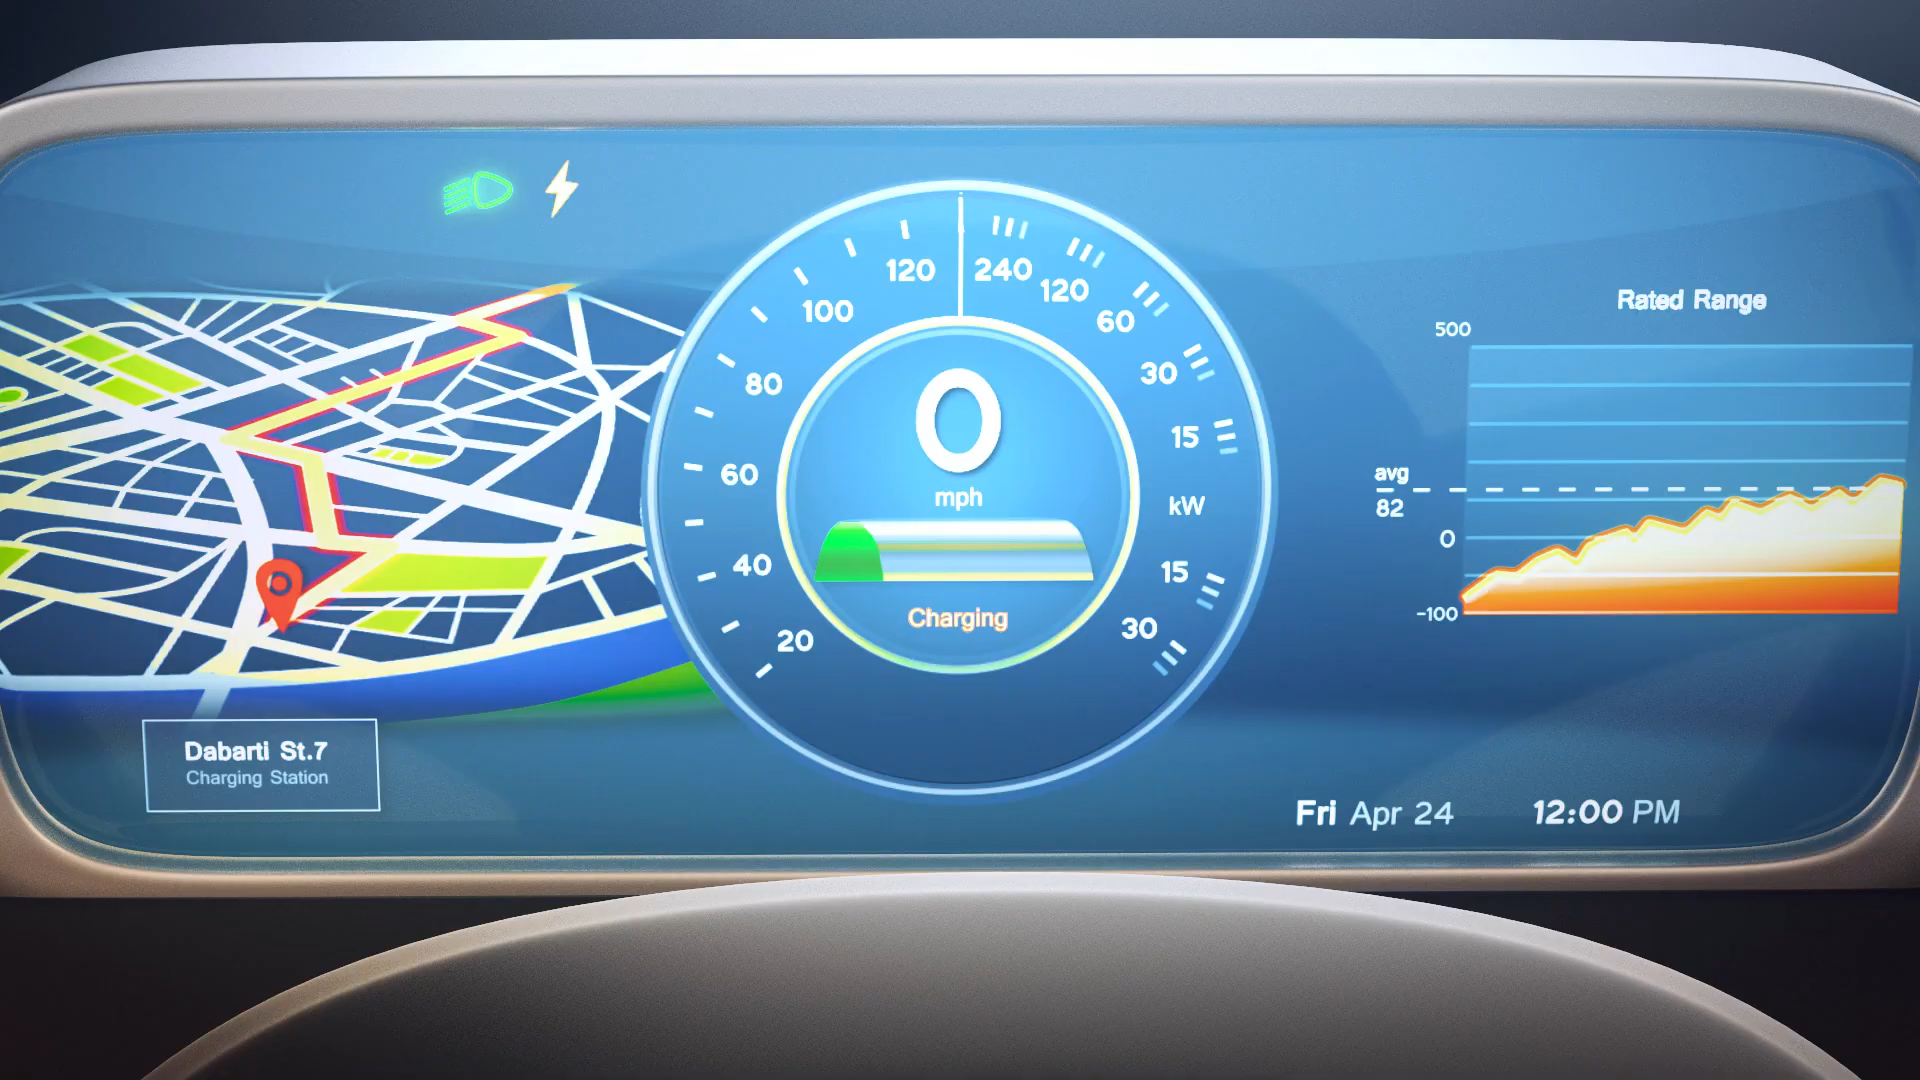 120
100
80
60
40
20
240
120
60
30
15
kW
15
30
0
mph
Charging
Rated Range
500
avg
82
0
-100
Dabarti St.7
Charging Station
Fri Apr 24
12:00 PM